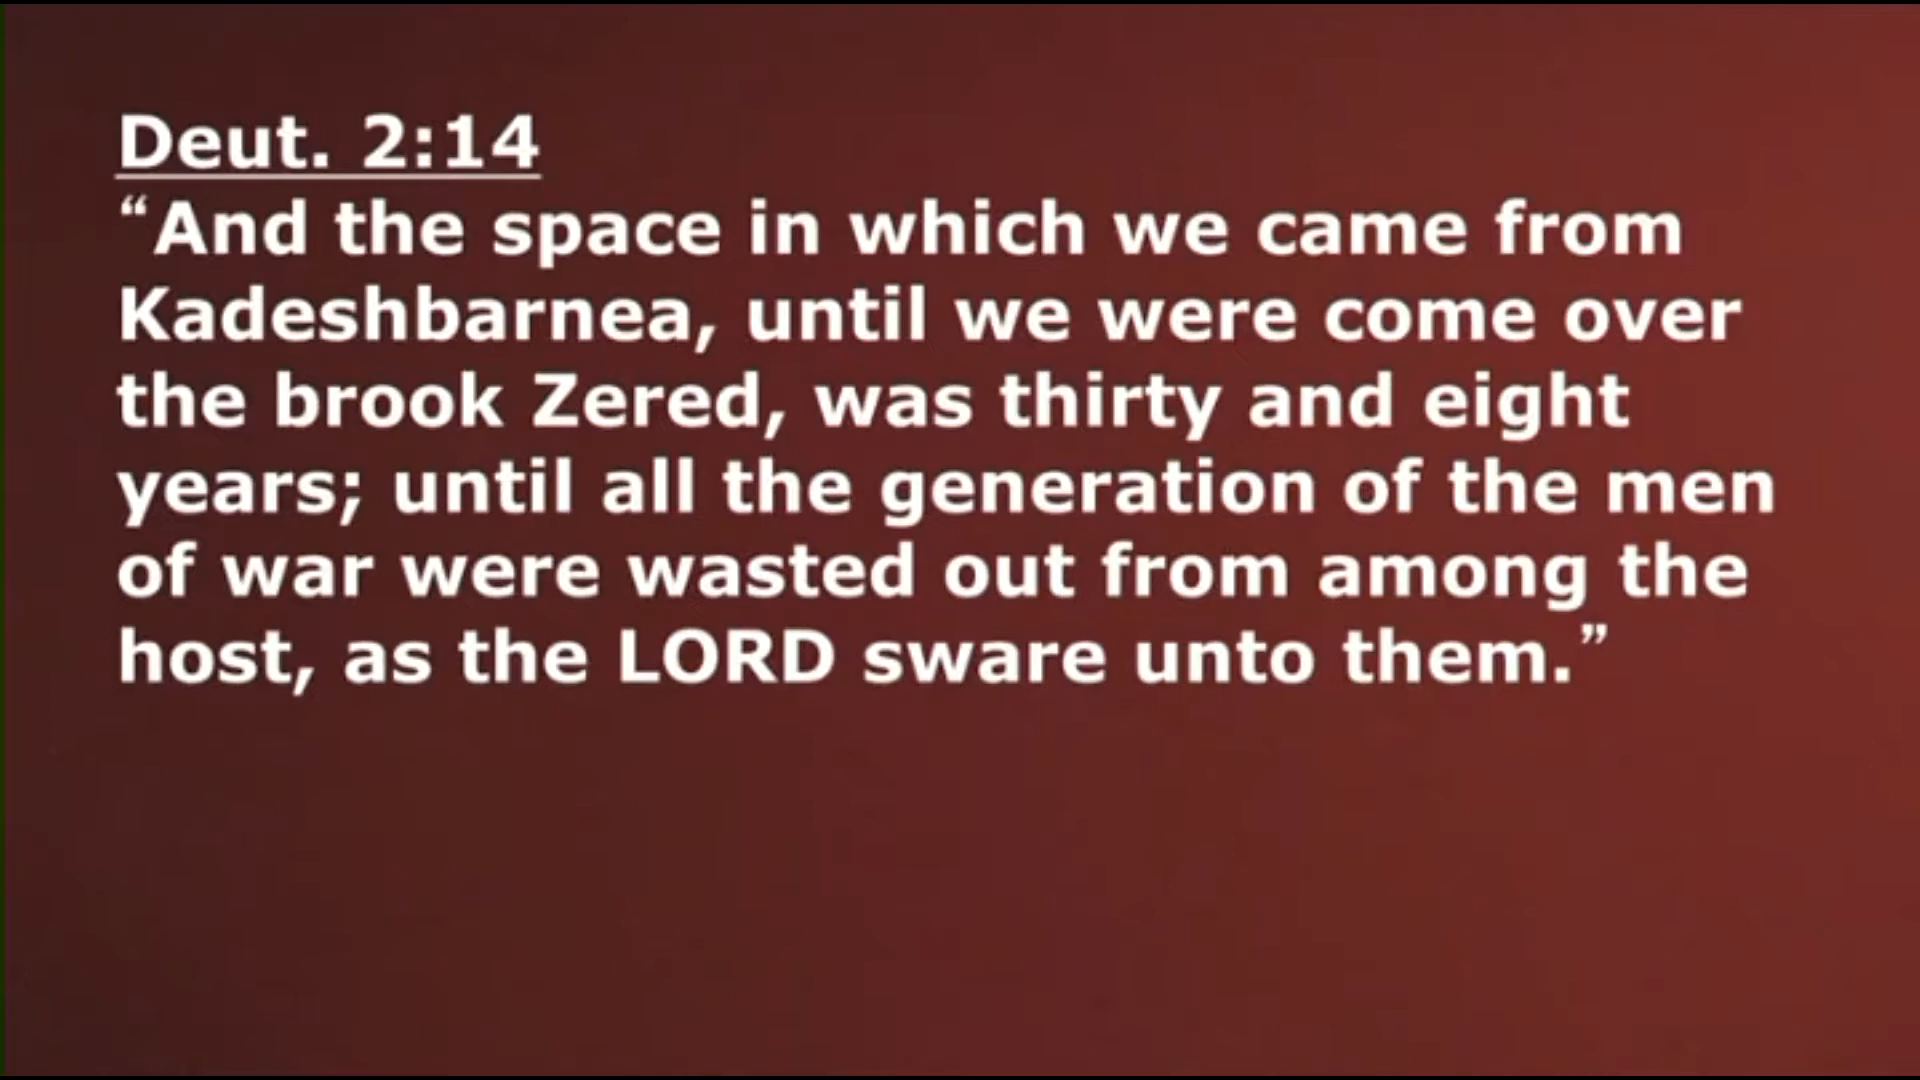 Deut. 2:14
“And the space in which we came from
Kadeshbarnea, until we were come over
the brook Zered, was thirty and eight
years; until all the generation of the men
of war were wasted out from among the
host, as the LORD sware unto them.”